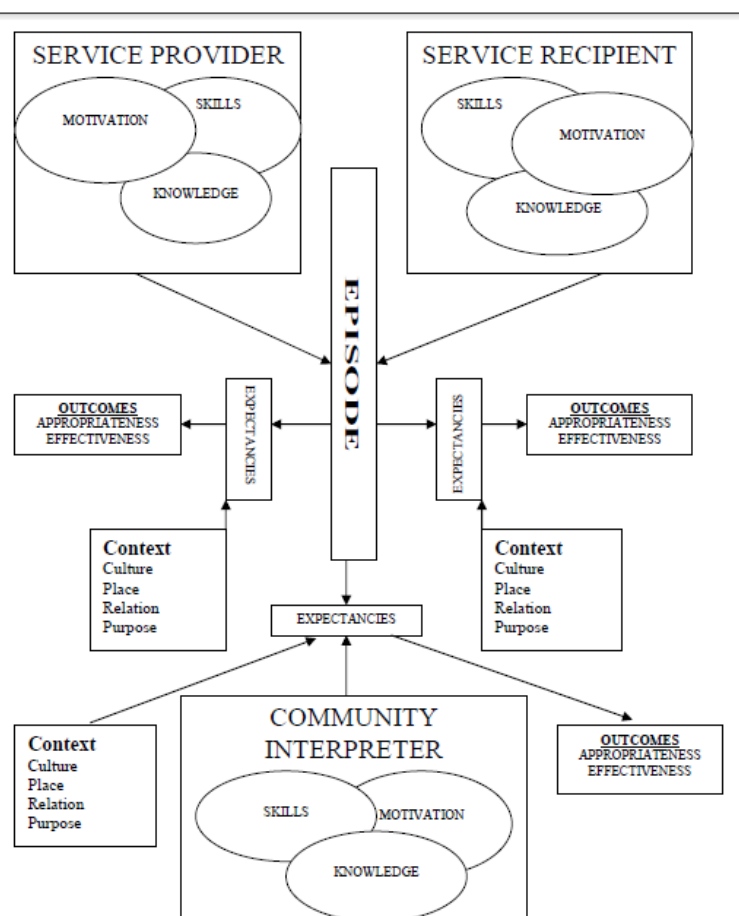 SERVICE PROVIDER
MOTIVATION
SKILLS
KNOWLEDGE
SERVICE RECIPIENT
SKILLS
MOTIVATION
KNOWLEDGE
EPISODE
OUTCOMES
APPROPRIATENESS
EFFECTIVENESS
EXPECTANCIES
EXPECTANCIES
OUTCOMES
APPROPRIATENESS
EFFECTIVENESS
Context
Culture
Place
Relation
Purpose
Context
Culture
Place
Relation
Purpose
EXPECTANCIES
Context
Culture
Place
Relation
Purpose
COMMUNITY
INTERPRETER
SKILLS
MOTIVATION
KNOWLEDGE
OUTCOMES
APPROPRIATENESS
EFFECTIVENESS